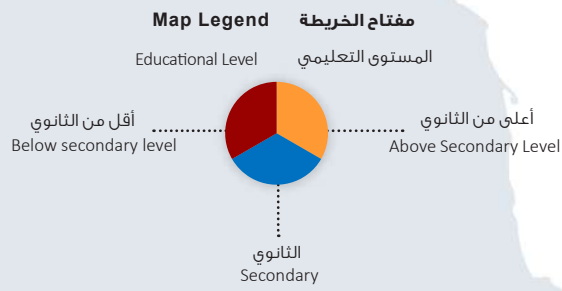 Map Legend مفتاح الخريطة
Educational Level المستوى التعليمي
أقل من الثانوي
Below secondary level
أعلى من الثانوي
Above Secondary Level
الثانوي
Secondary